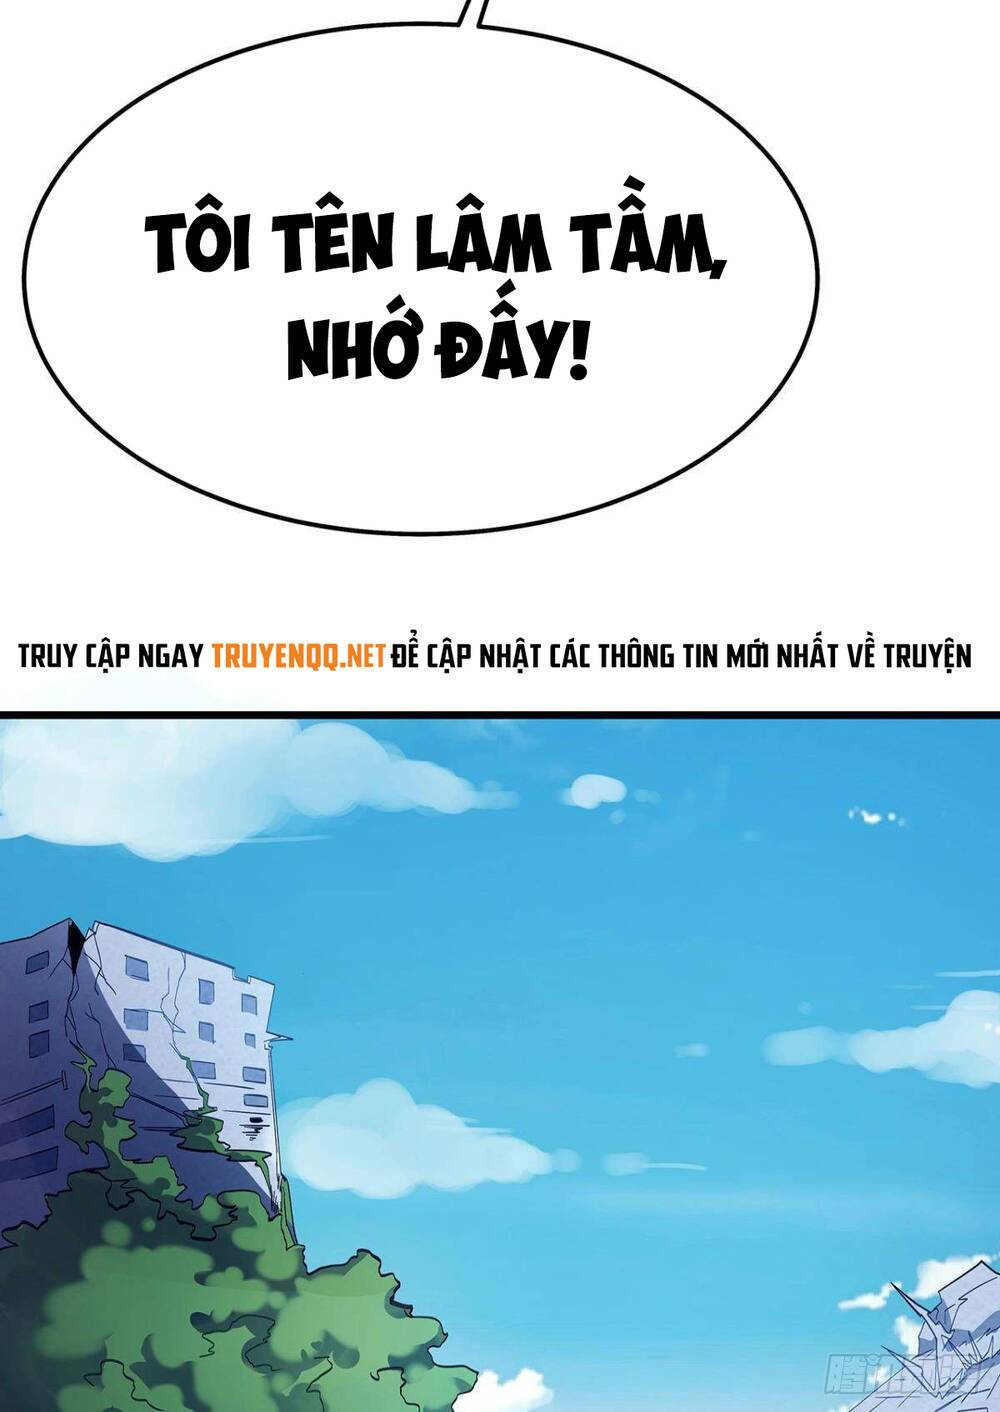 TÔI TÊN LÂM TẦM,
NHỚ ĐẤY!
TRUY CẬP NGAY TRUYENQQ.NET ĐỂ CẬP NHẬT CÁC THÔNG TIN MỚI NHẤT VỀ TRUYỆN